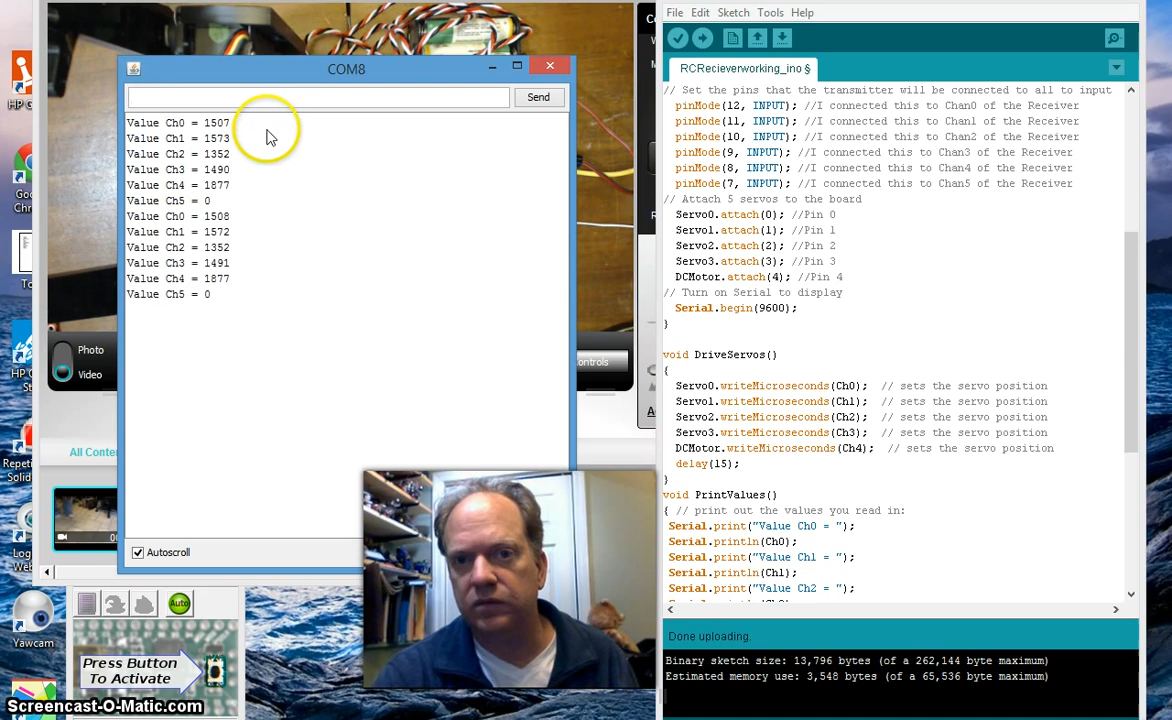 HP G
Goo
Chr
To
HP G
St
Repeti
Solid
Log
Web
Yawcam
Photo
Video
ontrols
All Conte
COM8
Send
Value Ch0 = 1507
Value Ch1 = 1573
Value Ch2 = 1352
Value Ch3 = 1490
Value Ch4 = 1877
Value Ch5 = 0
Value Ch0 = 1508
Value Ch1 = 1572
Value Ch2 = 1352
Value Ch3 = 1491
Value Ch4 = 1877
Value Ch5 = 0
Autoscroll
Auto
Press Button
To Activate
Screencast-O-Matic.com
File Edit Sketch Tools Help
RCRecieverworking_ino §
// Set the pins that the transmitter will be connected to all to input
pinMode(12, INPUT); //I connected this to Chan0 of the Receiver
pinMode(11, INPUT); //I connected this to Chan1 of the Receiver
pinMode(10, INPUT); //I connected this to Chan2 of the Receiver
pinMode(9, INPUT); //I connected this to Chan3 of the Receiver
pinMode(8, INPUT); //I connected this to Chan4 of the Receiver
pinMode(7, INPUT); //I connected this to Chan5 of the Receiver
// Attach 5 servos to the board
Servo0.attach(0); //Pin 0
Servo1.attach(1); //Pin 1
Servo2.attach(2); //Pin 2
Servo3.attach(3); //Pin 3
DCMotor.attach(4); //Pin 4
// Turn on Serial to display
Serial.begin(9600);
}
void DriveServos()
{
Servo0.writeMicroseconds(Ch0); // sets the servo position
Servo1.writeMicroseconds(Ch1); // sets the servo position
Servo2.writeMicroseconds(Ch2); // sets the servo position
Servo3.writeMicroseconds(Ch3); // sets the servo position
DCMotor.writeMicroseconds(Ch4); // sets the servo position
delay(15);
}
void PrintValues()
{ // print out the values you read in:
Serial.print("Value Ch0 = ");
Serial.println(Ch0);
Serial.print("Value Ch1 = ");
Serial.println(Ch1);
Serial.print("Value Ch2 = ");
Done uploading.
Binary sketch size: 13,796 bytes (of a 262,144 byte maximum)
Estimated memory use: 3,548 bytes (of a 65,536 byte maximum)